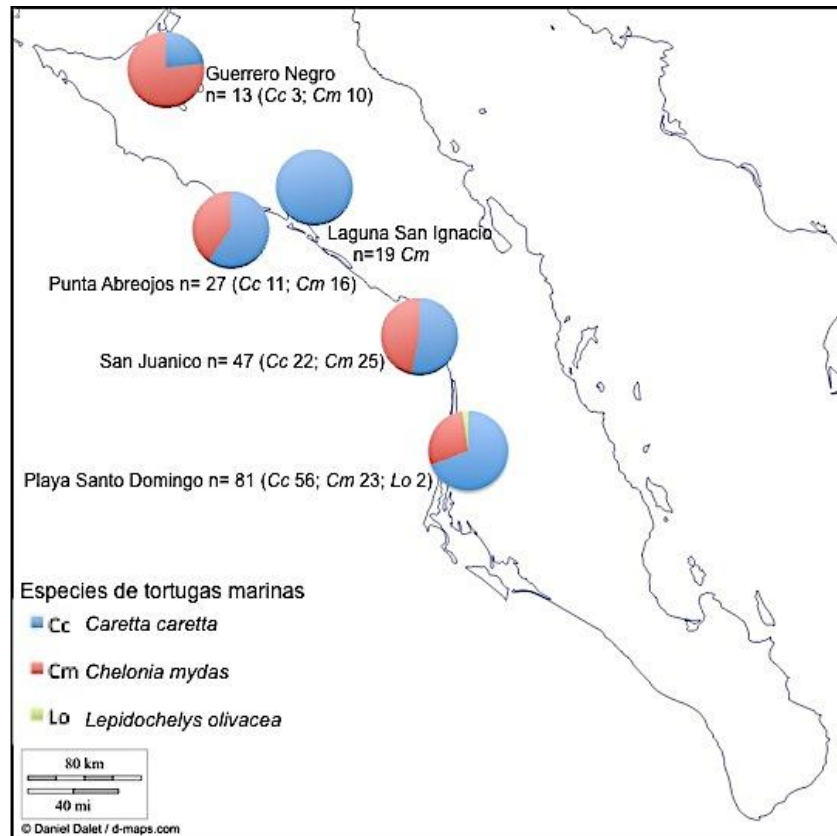 Guerrero Negro
n= 13 (Cc 3; Cm 10)
Laguna San Ignacio
n=19 Cm
Punta Abreojos n= 27 (Cc 11; Cm 16)
San Juanico n= 47 (Cc 22; Cm 25)
Playa Santo Domingo n= 81 (Cc 56; Cm 23; Lo 2)
Especies de tortugas marinas
Cc Caretta caretta
Cm Chelonia mydas
Lo Lepidochelys olivacea
80 km
40 mi
© Daniel Dalet / d-maps.com